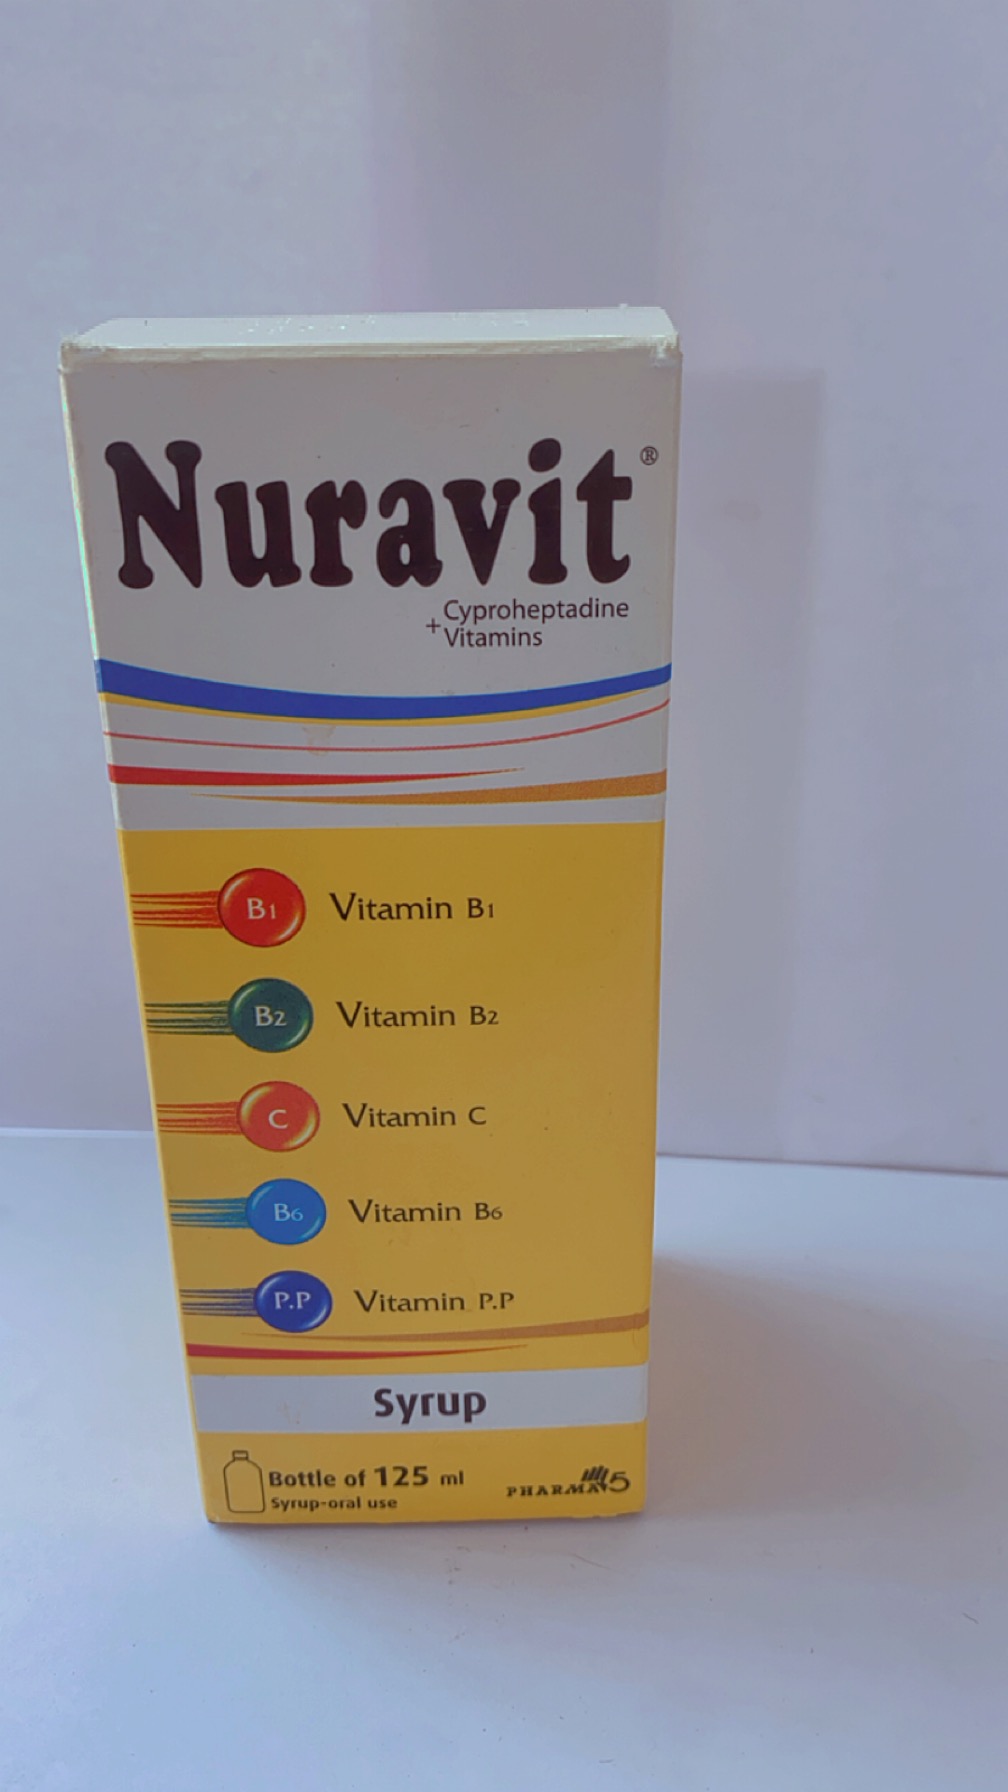 Nuravit®
+ Cyproheptadine
Vitamins
B1 Vitamin B1
B2 Vitamin B2
C Vitamin C
B6 Vitamin B6
P.P Vitamin P.P
Syrup
Bottle of 125 ml
Syrup-oral use
PHARMA 5